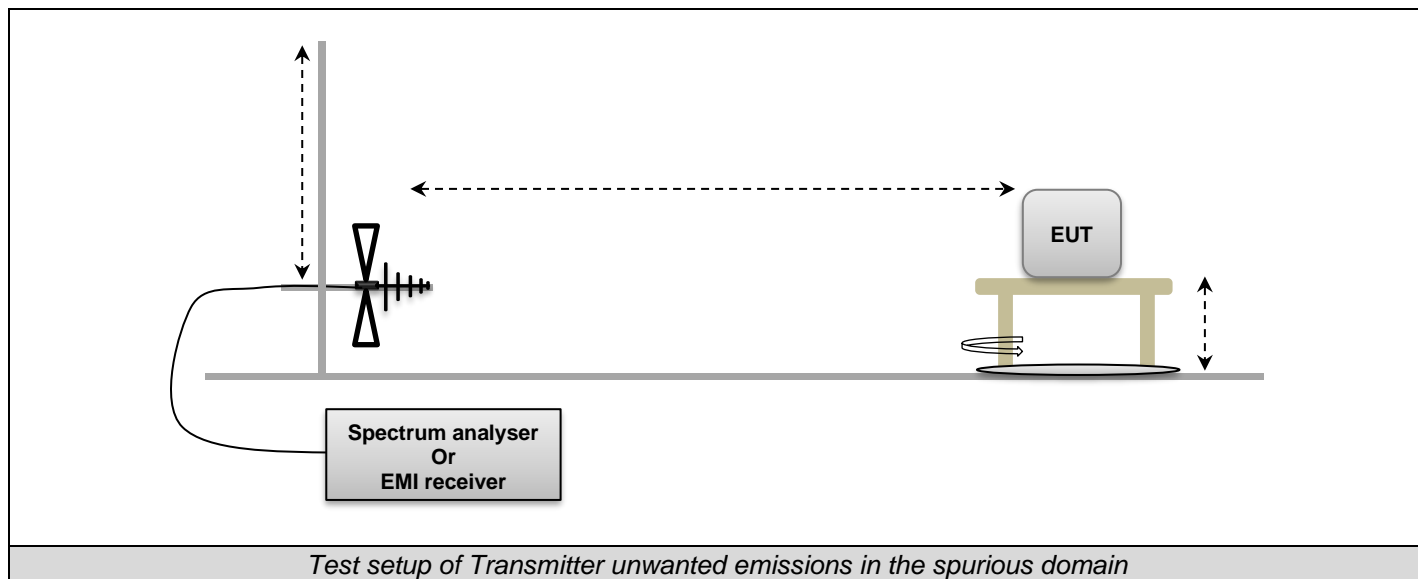 EUT
Spectrum analyser
Or
EMI receiver
Test setup of Transmitter unwanted emissions in the spurious domain